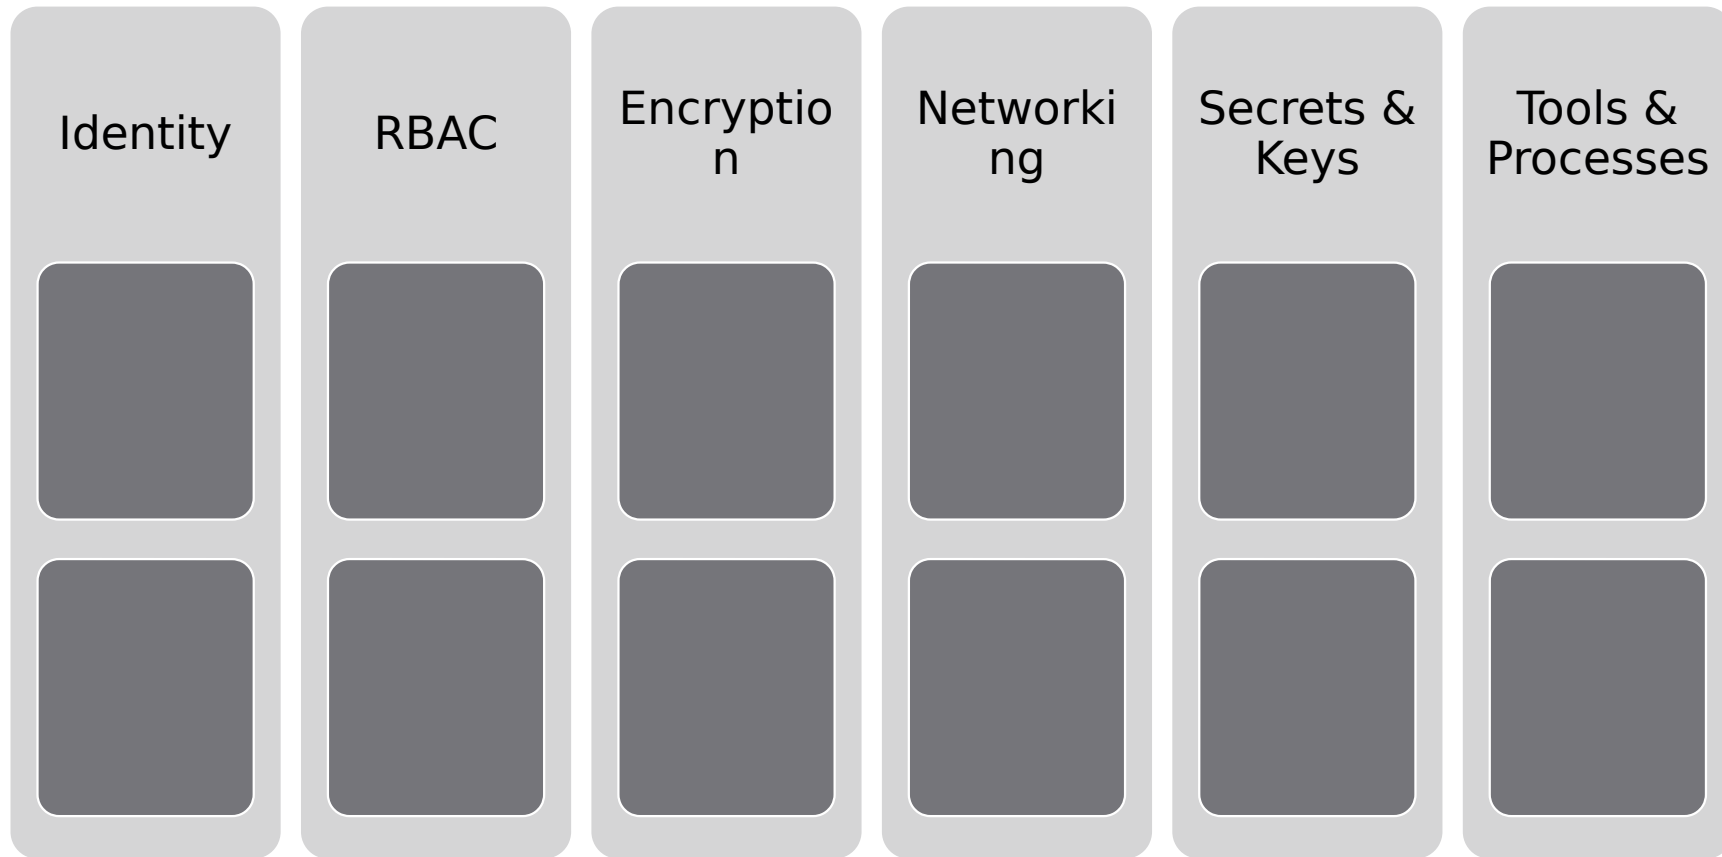 Identity
RBAC
Encryptio
n
Networki
ng
Secrets &
Keys
Tools &
Processes